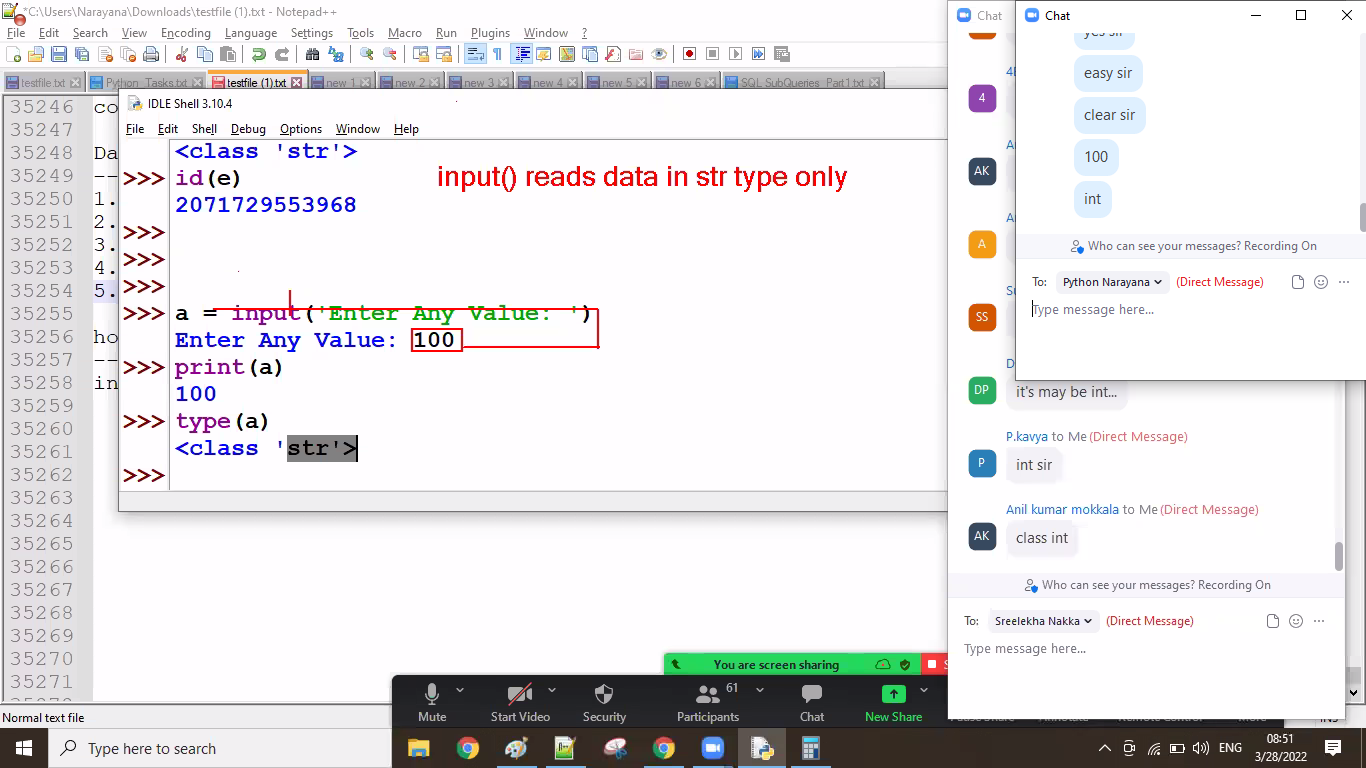 *C:\Users\Narayana\Downloads\testfile (1).txt - Notepad++
File Edit Search View Encoding Language Settings Tools Macro Run Plugins Window ?
testfile.txt Python_Tasks.txt testfile (1).txt new 1 new 2 new 3 new 4 new 5 new 6 SQL_SubQueries_Part1.txt
35246 co
35247
35248 Da
35249 --
35250 1.
35251 2.
35252 3.
35253 4.
35254 5.
35255
35256 ho
35257 --
35258 in
35259
35260
35261
35262
35263
35264
35265
35266
35267
35268
35269
35270
35271
IDLE Shell 3.10.4
File Edit Shell Debug Options Window Help
<class 'str'>
>>> id(e)
2071729553968
>>>
>>>
>>>
>>> a = input('Enter Any Value: ')
Enter Any Value: 100
>>> print(a)
100
>>> type(a)
<class 'str'>
>>>
input() reads data in str type only
Chat
Chat
yes sir
easy sir
clear sir
100
int
Who can see your messages? Recording On
To: Python Narayana (Direct Message)
Type message here...
4
AK
A
SS
DP
it's may be int...
P.kavya to Me (Direct Message)
P
int sir
Anil kumar mokkala to Me (Direct Message)
AK
class int
Who can see your messages? Recording On
To: Sreelekha Nakka (Direct Message)
Type message here...
You are screen sharing
Mute Start Video Security Participants 61 Chat New Share
Normal text file
Type here to search
ENG
08:51
3/28/2022